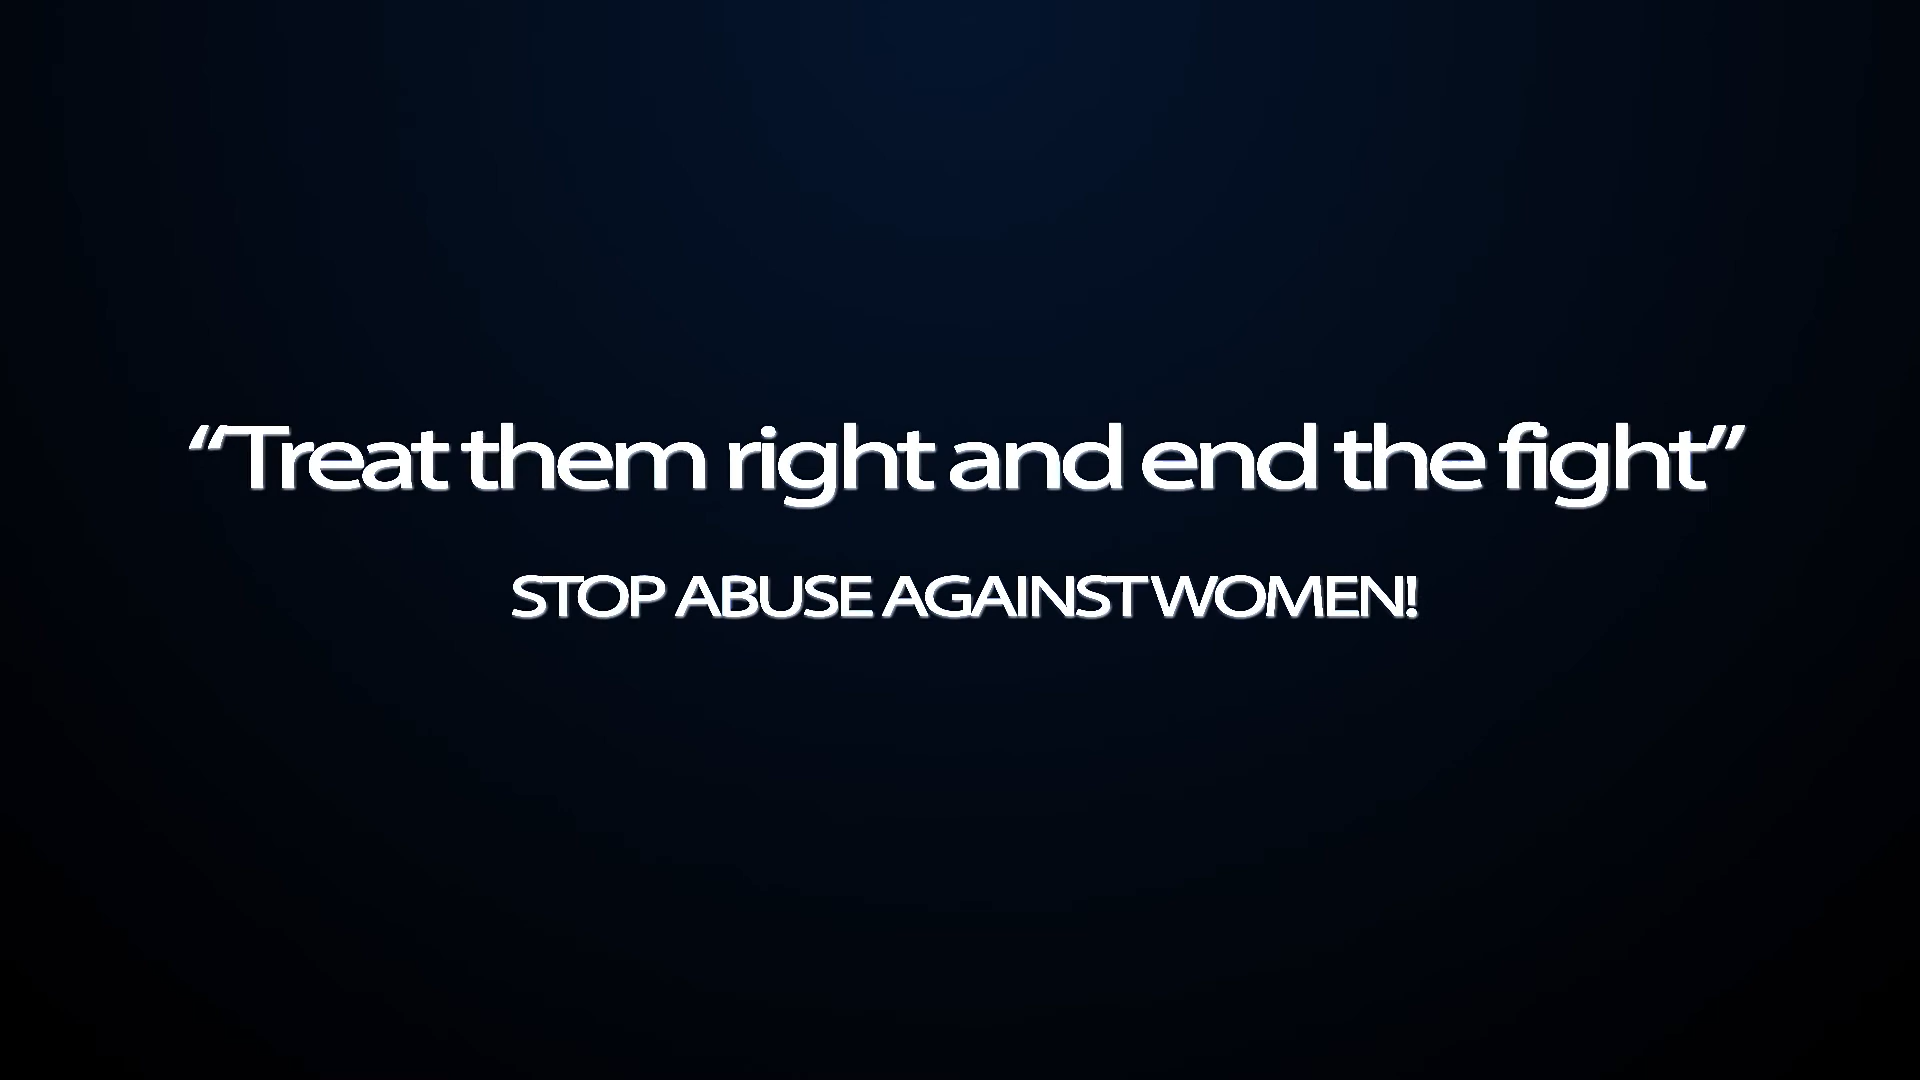 “Treat them right and end the fight”
STOP ABUSE AGAINST WOMEN!